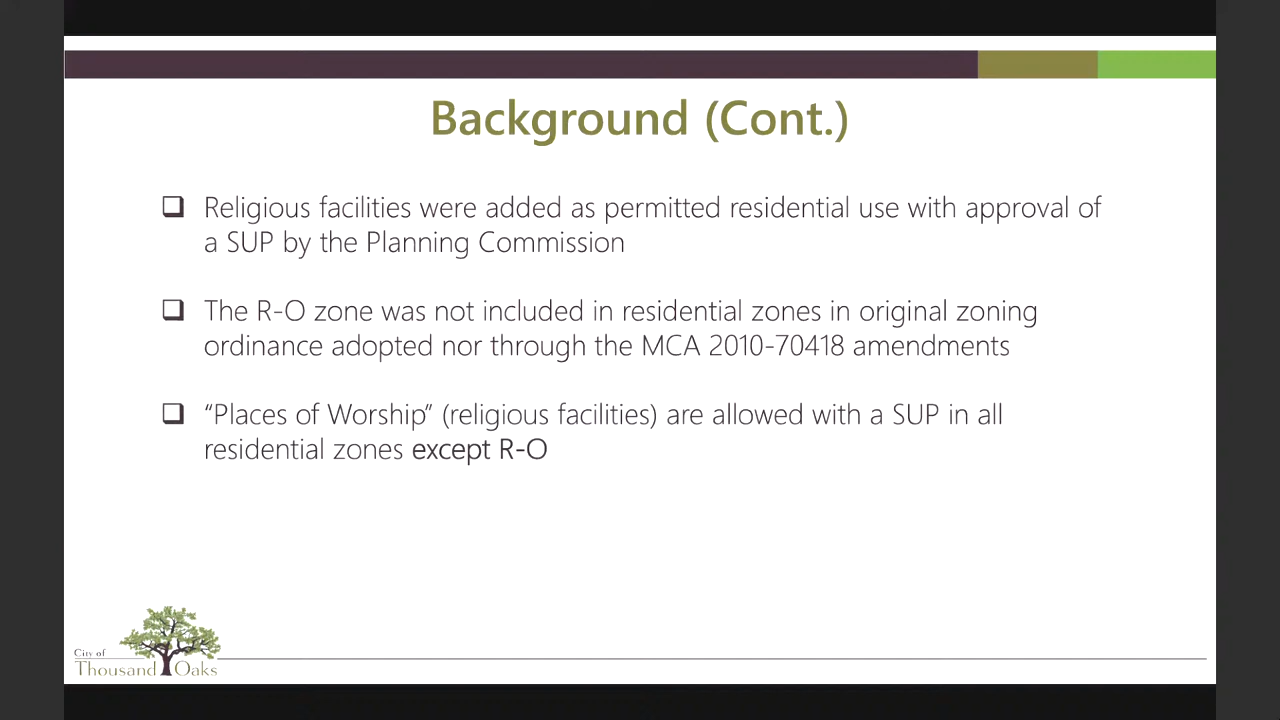 Background (Cont.)
Religious facilities were added as permitted residential use with approval of
a SUP by the Planning Commission
The R-O zone was not included in residential zones in original zoning
ordinance adopted nor through the MCA 2010-70418 amendments
“Places of Worship” (religious facilities) are allowed with a SUP in all
residential zones except R-O
City of
Thousand Oaks